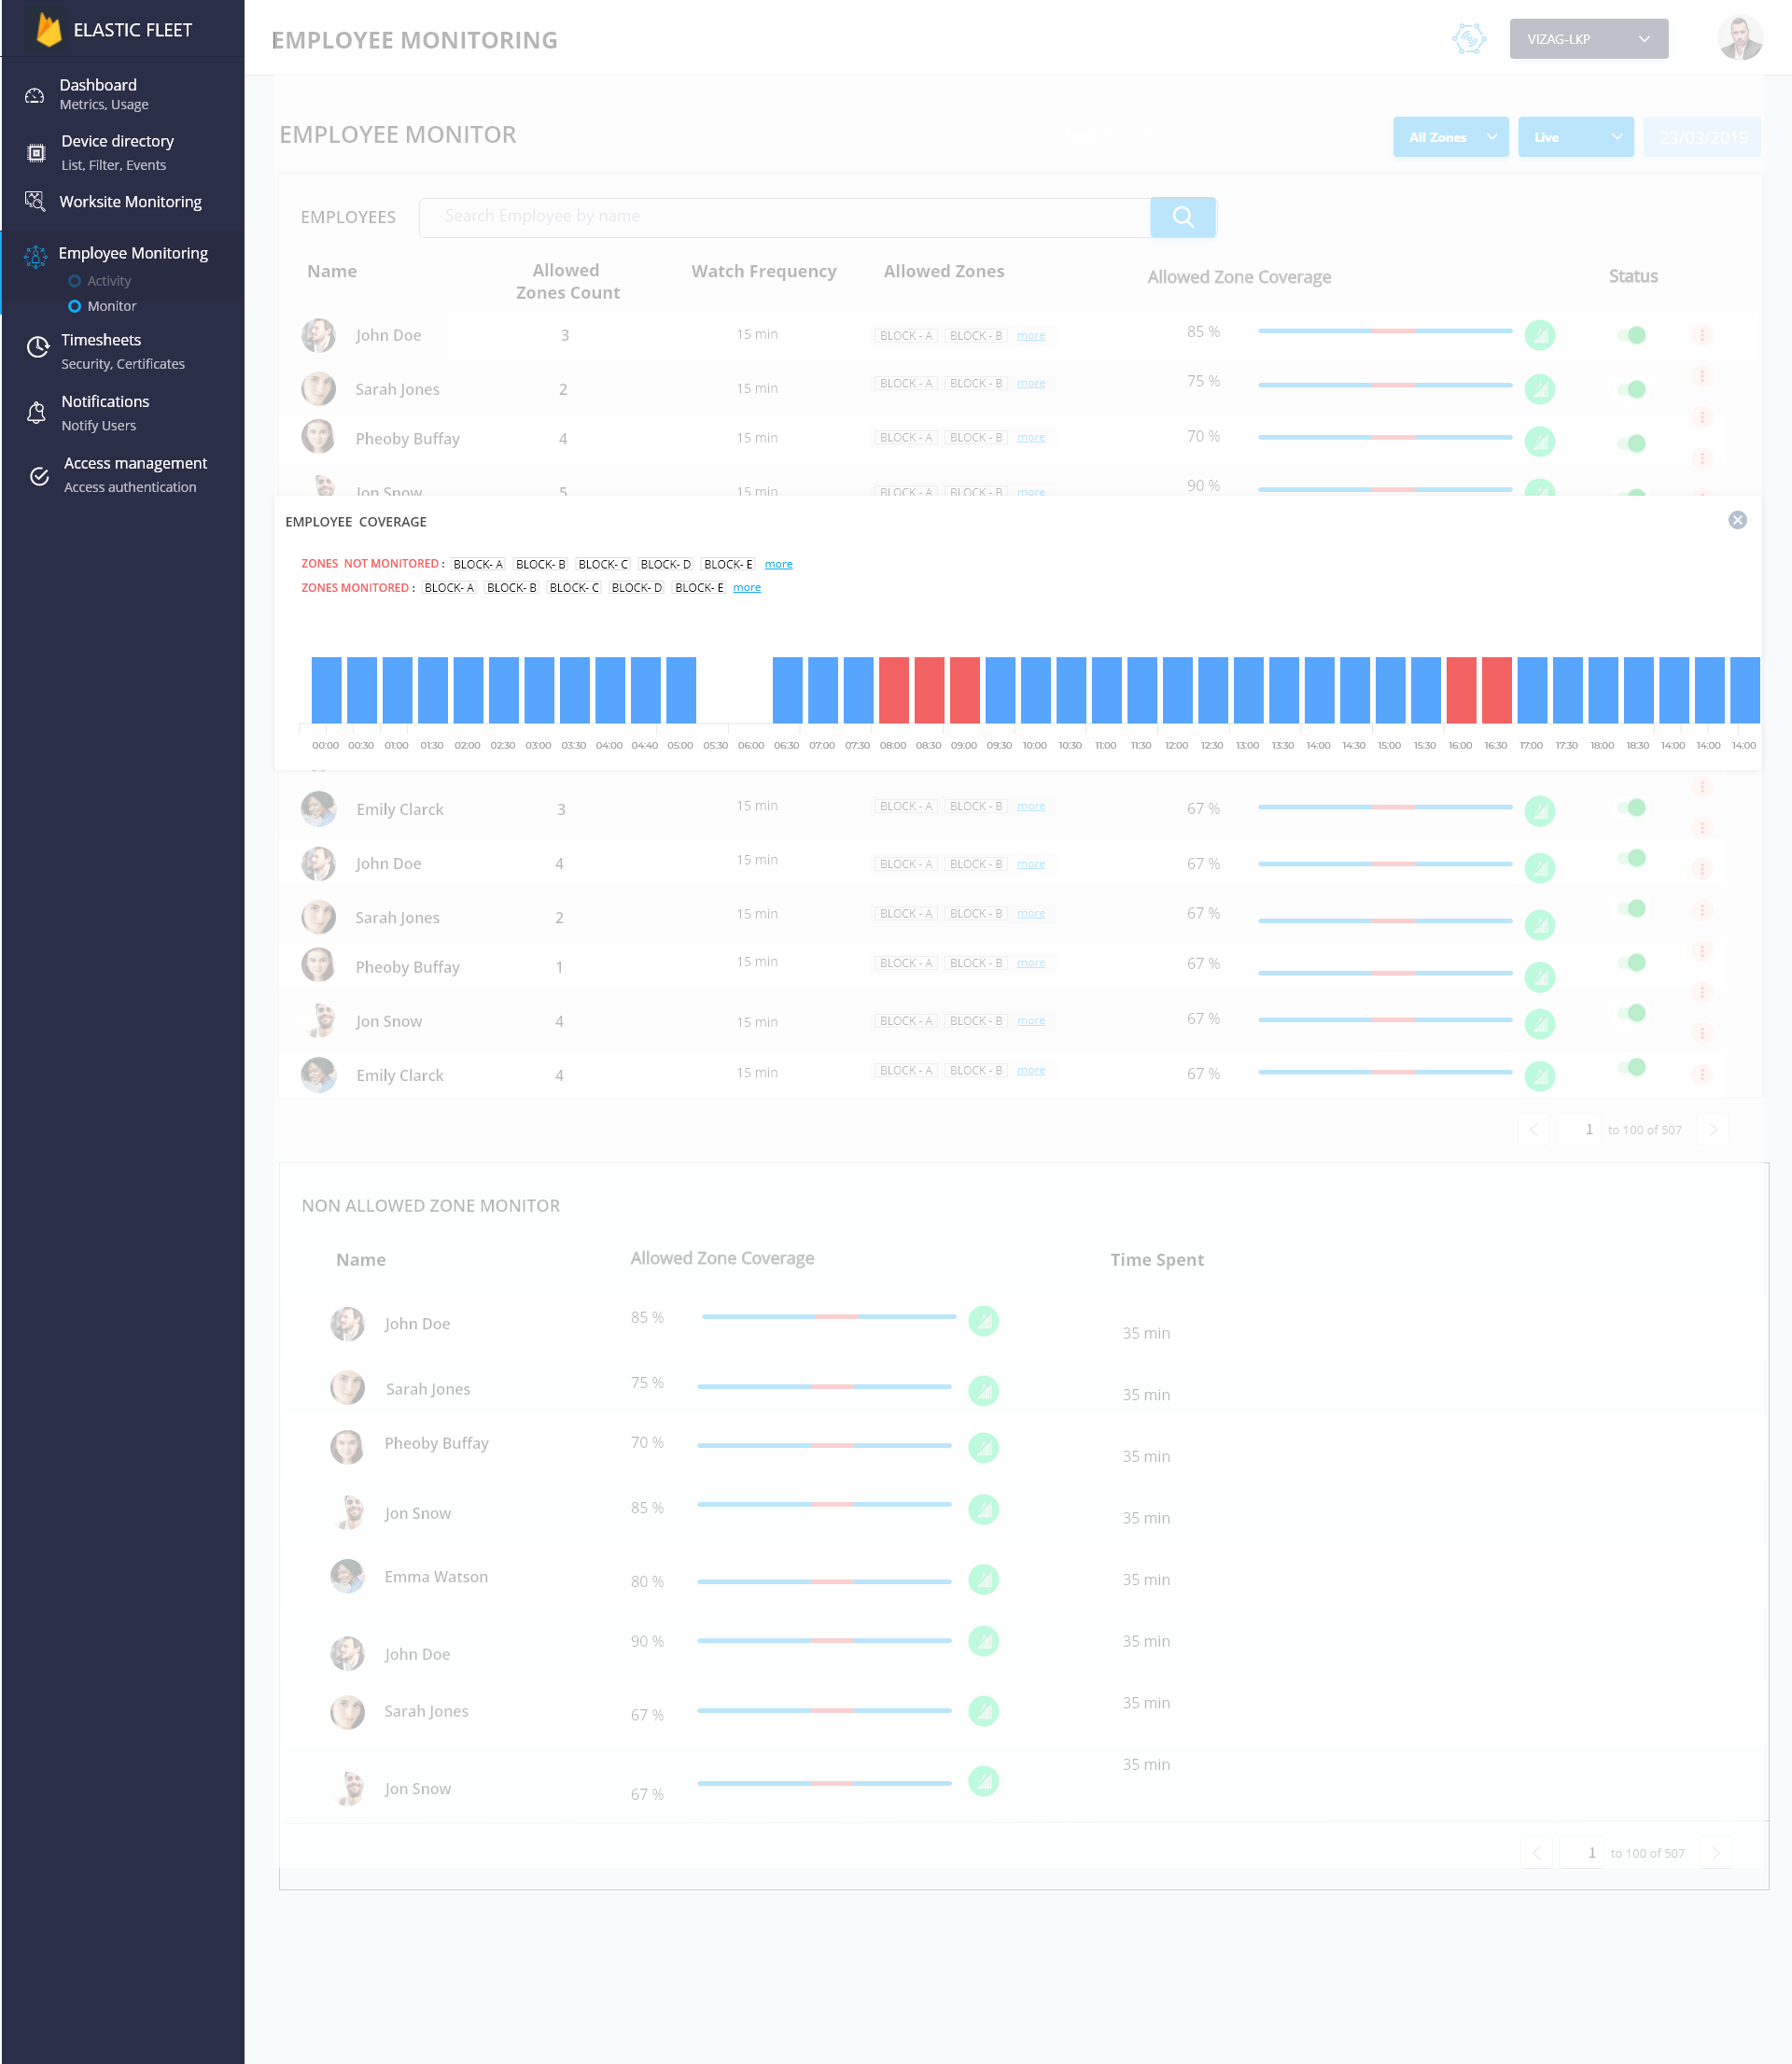 ELASTIC FLEET
Dashboard
Metrics, Usage
Device directory
List, Filter, Events
Worksite Monitoring
Employee Monitoring
Activity
Monitor
Timesheets
Security, Certificates
Notifications
Notify Users
Access management
Access authentication
EMPLOYEE MONITORING
VIZAG-LKP
EMPLOYEE MONITOR
All Zones Live 23/03/2019
EMPLOYEES Search Employee by name
Name Allowed Zones Count Watch Frequency Allowed Zones Allowed Zone Coverage Status
John Doe 3 15 min BLOCK - A BLOCK - B more 85 %
Sarah Jones 2 15 min BLOCK - A BLOCK - B more 75 %
Pheoby Buffay 4 15 min BLOCK - A BLOCK - B more 70 %
Jon Snow 5 15 min BLOCK - A BLOCK - B more 90 %
EMPLOYEE COVERAGE
ZONES NOT MONITORED : BLOCK- A BLOCK- B BLOCK- C BLOCK- D BLOCK- E more
ZONES MONITORED : BLOCK- A BLOCK- B BLOCK- C BLOCK- D BLOCK- E more
00:00 00:30 01:00 01:30 02:00 02:30 03:00 03:30 04:00 04:40 05:00 05:30 06:00 06:30 07:00 07:30 08:00 08:30 09:00 09:30 10:00 10:30 11:00 11:30 12:00 12:30 13:00 13:30 14:00 14:30 15:00 15:30 16:00 16:30 17:00 17:30 18:00 18:30 14:00 14:00 14:00
Emily Clarck 3 15 min BLOCK - A BLOCK - B more 67 %
John Doe 4 15 min BLOCK - A BLOCK - B more 67 %
Sarah Jones 2 15 min BLOCK - A BLOCK - B more 67 %
Pheoby Buffay 1 15 min BLOCK - A BLOCK - B more 67 %
Jon Snow 4 15 min BLOCK - A BLOCK - B more 67 %
Emily Clarck 4 15 min BLOCK - A BLOCK - B more 67 %
1 to 100 of 507
NON ALLOWED ZONE MONITOR
Name Allowed Zone Coverage Time Spent
John Doe 85 % 35 min
Sarah Jones 75 % 35 min
Pheoby Buffay 70 % 35 min
Jon Snow 85 % 35 min
Emma Watson 80 % 35 min
John Doe 90 % 35 min
Sarah Jones 67 % 35 min
Jon Snow 67 % 35 min
1 to 100 of 507